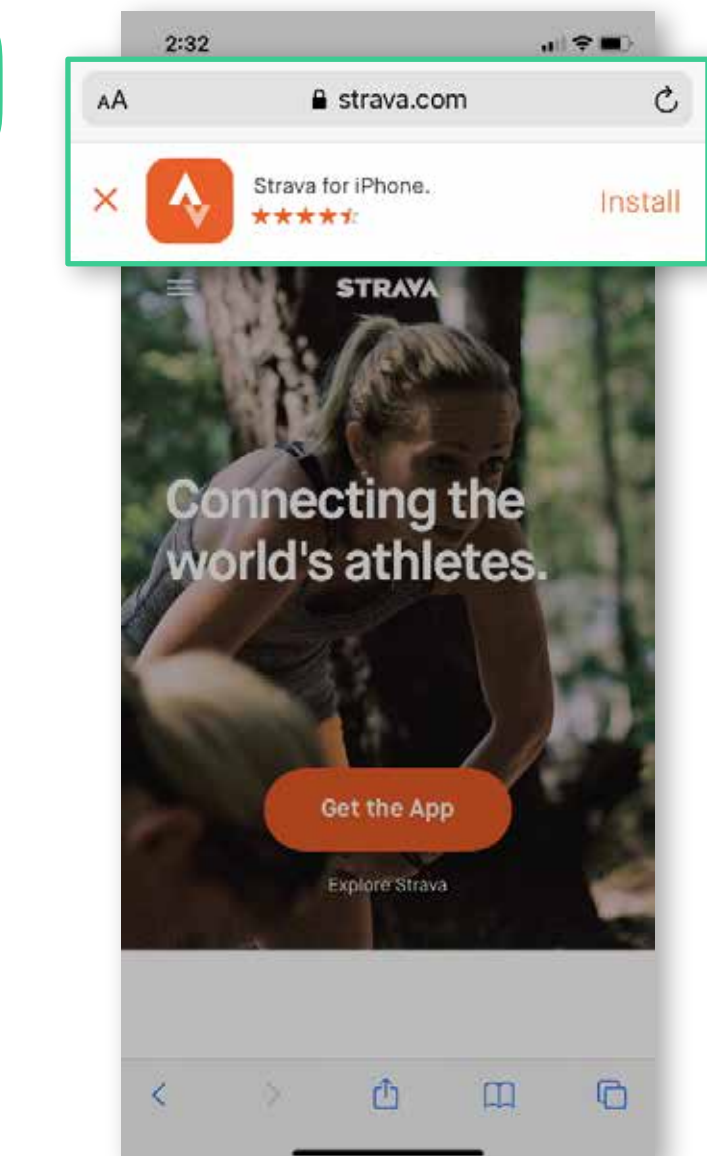 2:32
AA strava.com
Strava for iPhone.
Install
STRAVA
Connecting the
world's athletes.
Get the App
Explore Strava